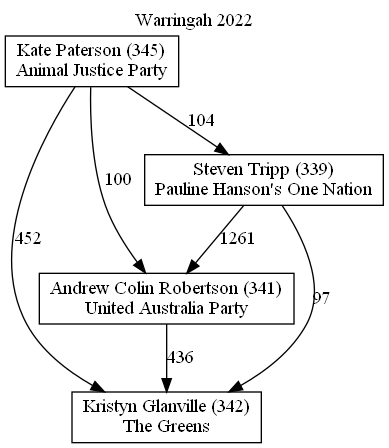 Warringah 2022
Kate Paterson (345)
Animal Justice Party
104
Steven Tripp (339)
Pauline Hanson's One Nation
100
452
1261
Andrew Colin Robertson (341)
United Australia Party
97
436
Kristyn Glanville (342)
The Greens